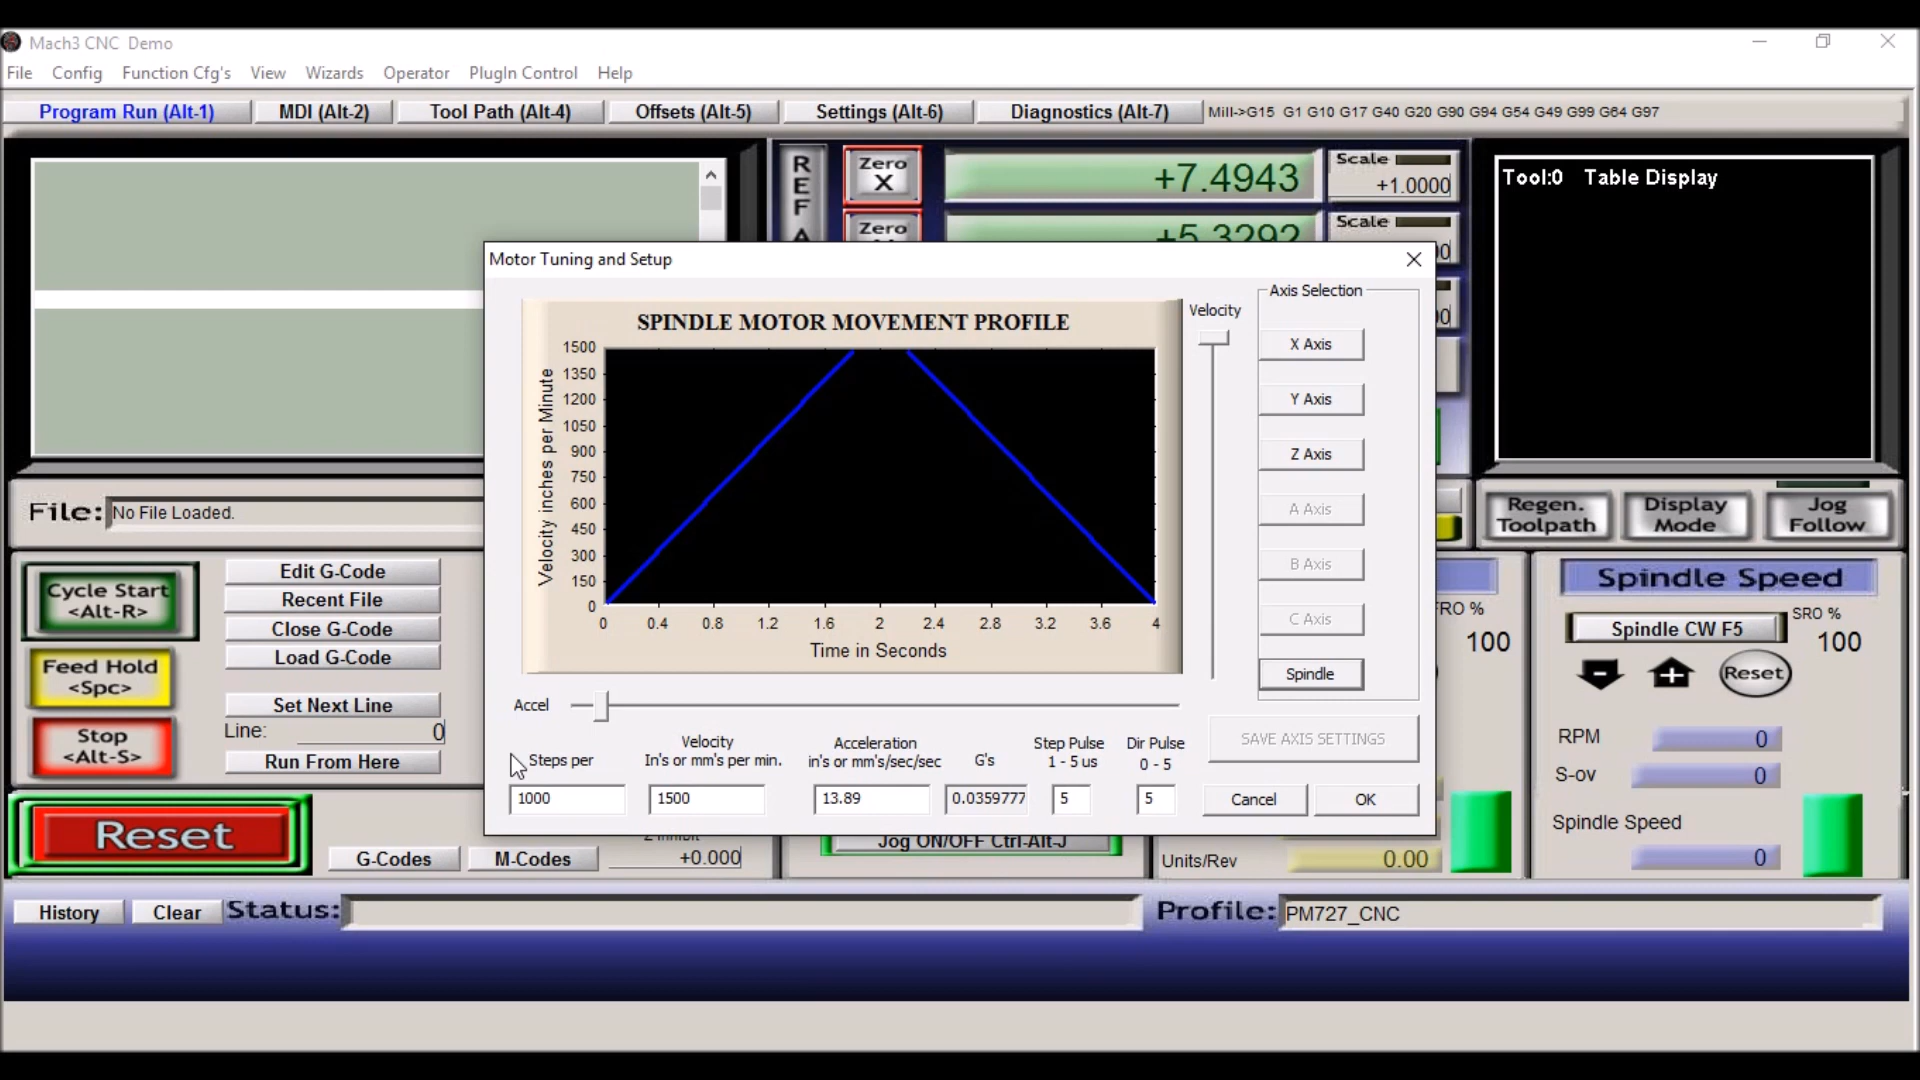 Mach3 CNC Demo
File Config Function Cfg's View Wizards Operator PlugIn Control Help
Program Run (Alt-1) MDI (Alt-2) Tool Path (Alt-4) Offsets (Alt-5) Settings (Alt-6) Diagnostics (Alt-7) Mill->G15 G1 G10 G17 G40 G20 G90 G94 G54 G49 G99 G64 G97
REF A
Zero X
+7.4943
Scale
+1.0000
Tool:0 Table Display
Zero
+5.3292
Scale
Motor Tuning and Setup
SPINDLE MOTOR MOVEMENT PROFILE
Velocity inches per Minute
1500
1350
1200
1050
900
750
600
450
300
150
0
0 0.4 0.8 1.2 1.6 2 2.4 2.8 3.2 3.6 4
Time in Seconds
Velocity
Axis Selection
X Axis
Y Axis
Z Axis
A Axis
B Axis
C Axis
Spindle
Accel
Steps per
1000
Velocity
In's or mm's per min.
1500
Acceleration
in's or mm's/sec/sec
13.89
G's
0.0359777
Step Pulse
1 - 5 us
5
Dir Pulse
0 - 5
5
SAVE AXIS SETTINGS
Cancel OK
File: No File Loaded.
Regen. Toolpath
Display Mode
Jog Follow
Cycle Start
<Alt-R>
Feed Hold
<Spc>
Stop
<Alt-S>
Edit G-Code
Recent File
Close G-Code
Load G-Code
Set Next Line
Line: 0
Run From Here
Reset
G-Codes M-Codes +0.000
Jog ON/OFF Ctrl-Alt-J
FRO %
100
Units/Rev 0.00
Spindle Speed
Spindle CW F5
SRO %
100
Reset
RPM 0
S-ov 0
Spindle Speed
0
History Clear Status:
Profile: PM727_CNC